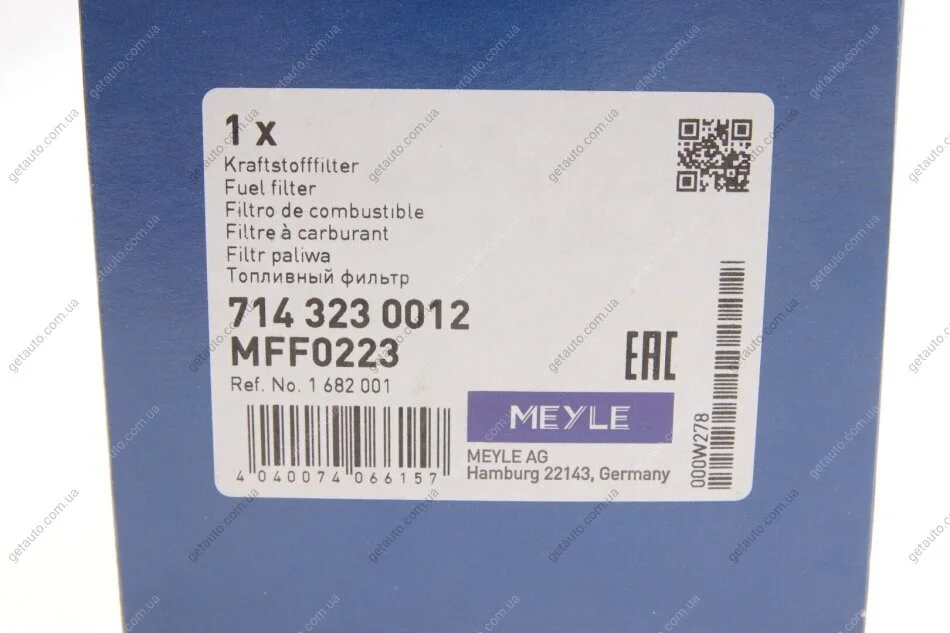 1 x
Kraftstofffilter
Fuel filter
Filtro de combustible
Filtre à carburant
Filtr paliwa
Топливный фильтр
714 323 0012
MFF0223
Ref. No. 1 682 001
EAC
MEYLE
MEYLE AG
Hamburg 22143, Germany
4 040074 066157
000W278
getauto.com.ua